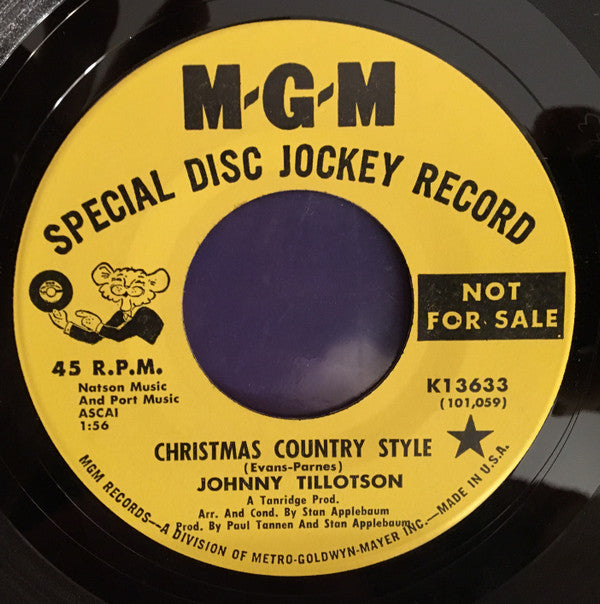 M-G-M
SPECIAL DISC JOCKEY RECORD
NOT
FOR SALE
45 R.P.M.
Natson Music
And Port Music
ASCAI
1:56
K13633
(101,059)
CHRISTMAS COUNTRY STYLE
(Evans-Parnes)
JOHNNY TILLOTSON
A Tanridge Prod.
Arr. And Cond. By Stan Applebaum
Prod. By Paul Tannen And Stan Applebaum
MGM RECORDS—A DIVISION OF METRO-GOLDWYN-MAYER INC.—MADE IN U.S.A.